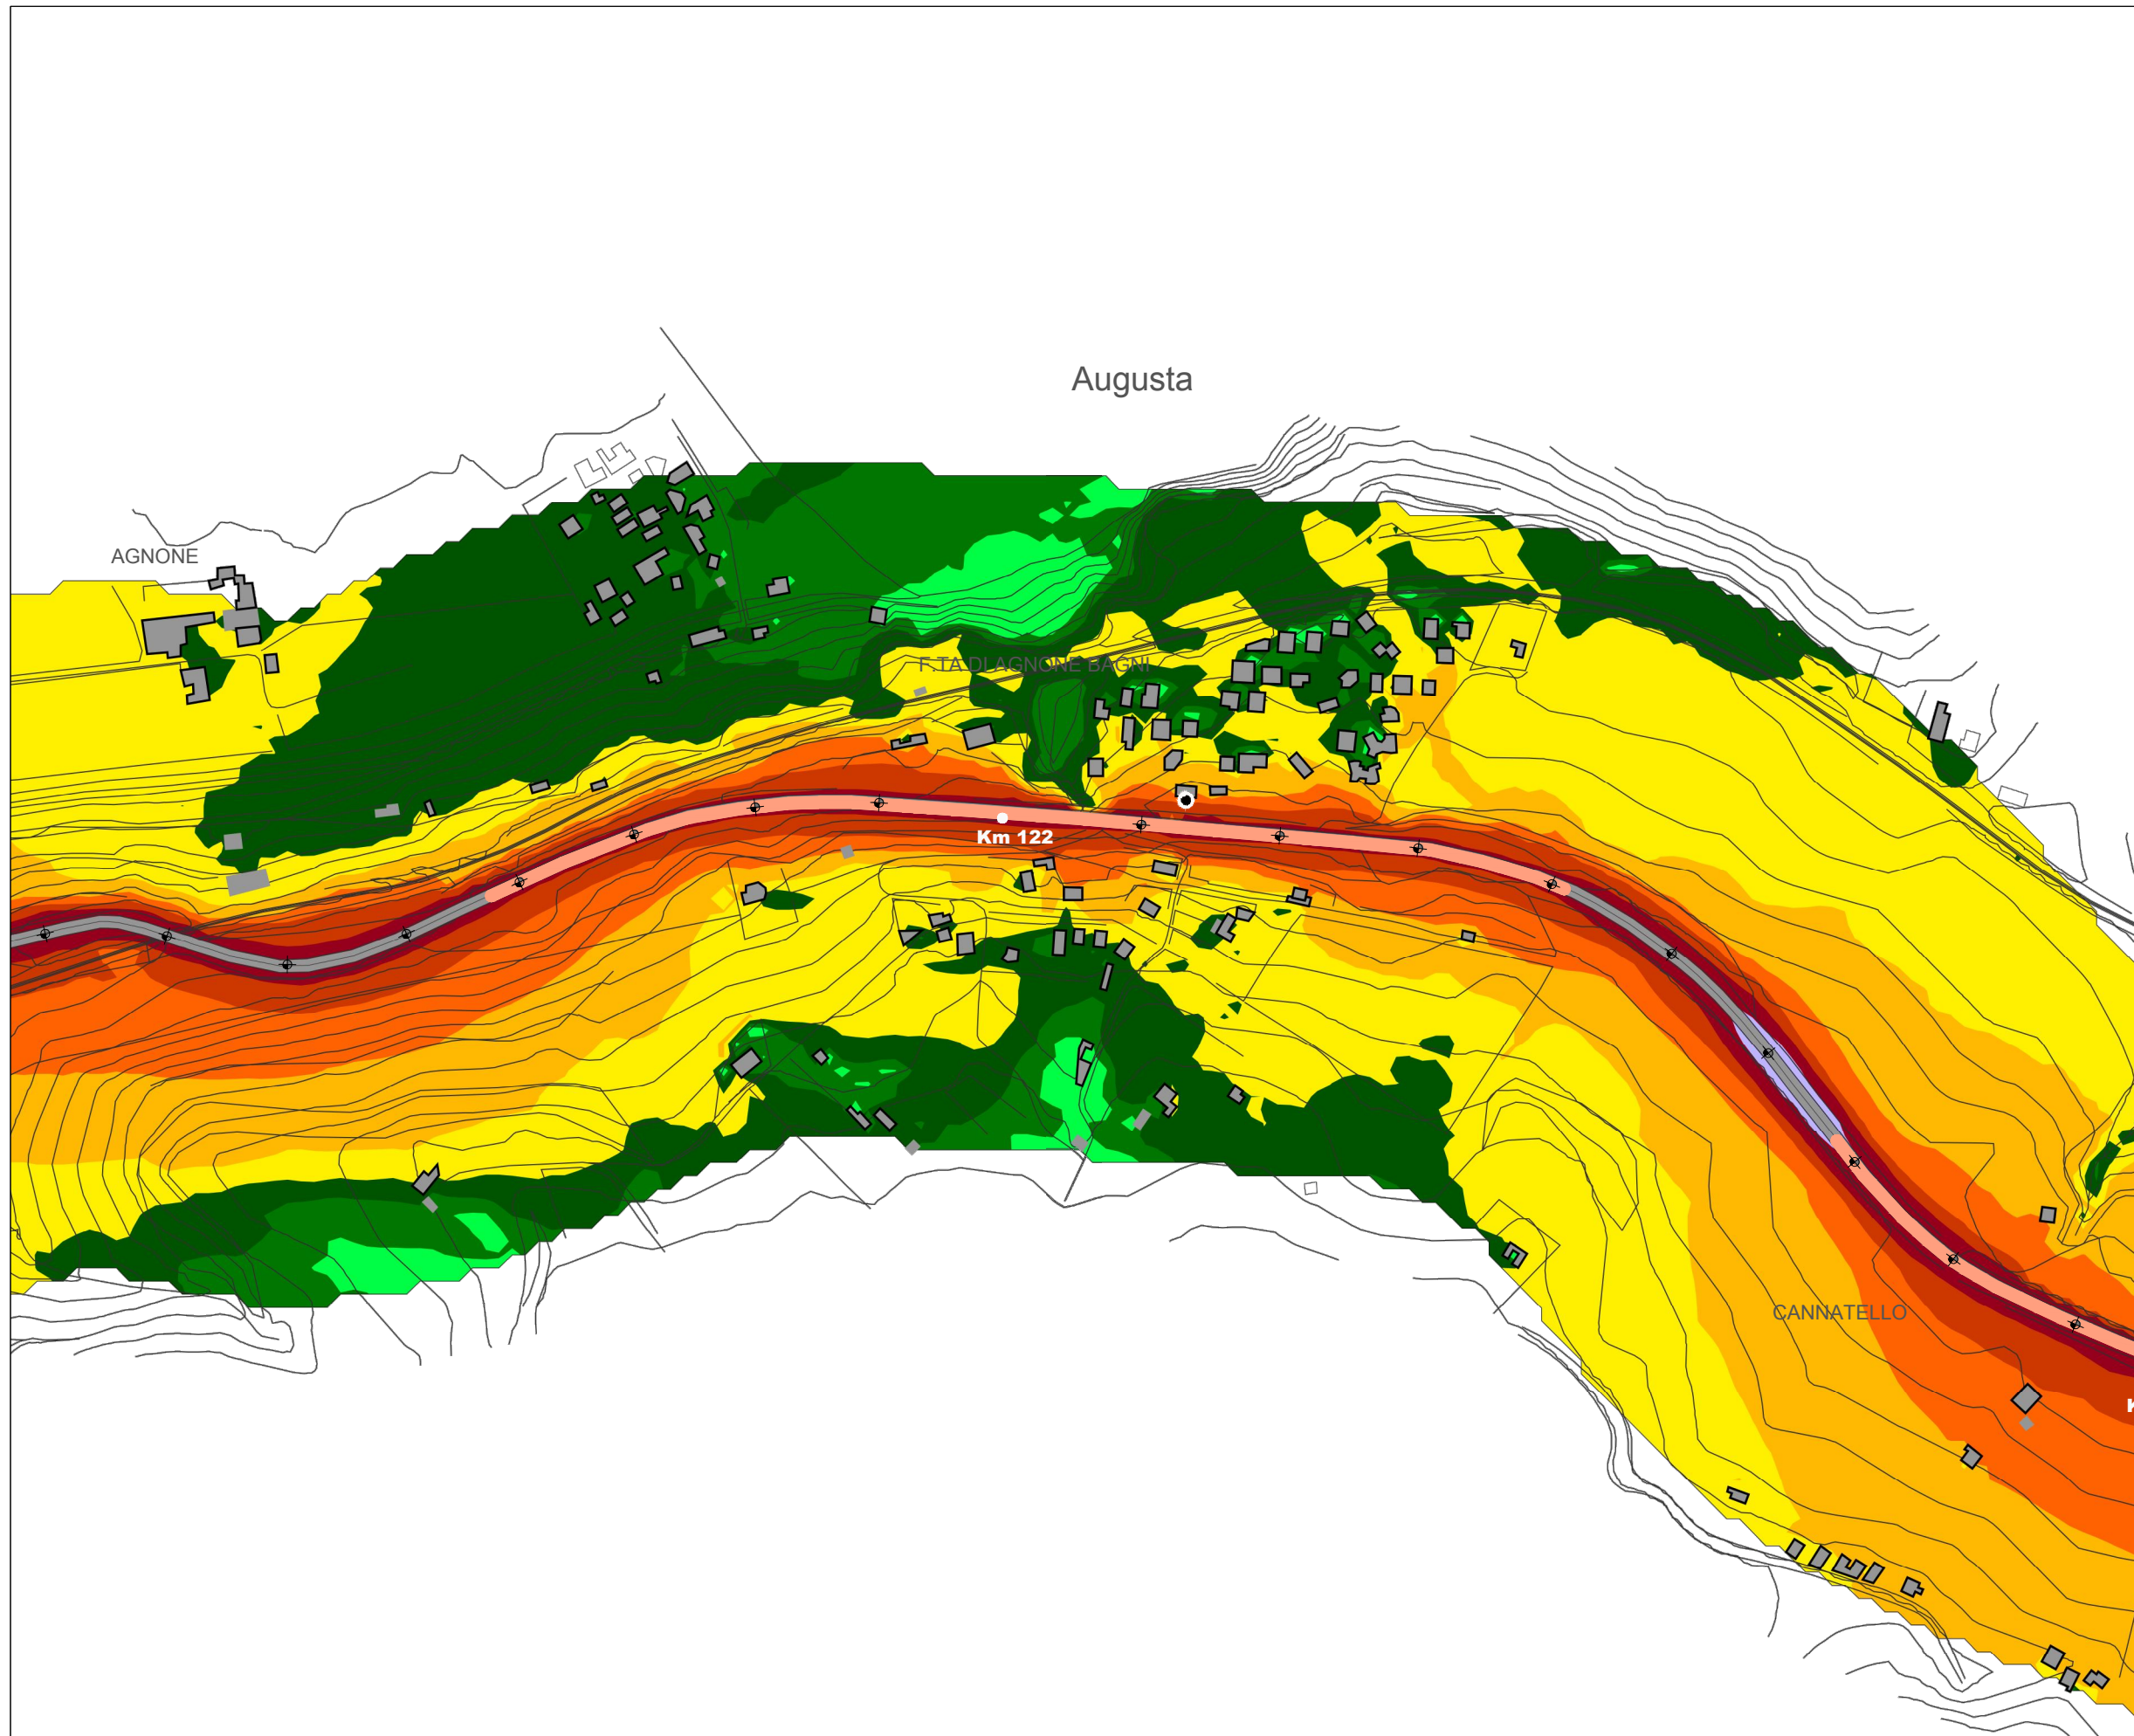 Augusta
AGNONE
F.TA DI AGNONE BAGNI
Km 122
CANNATELLO
K